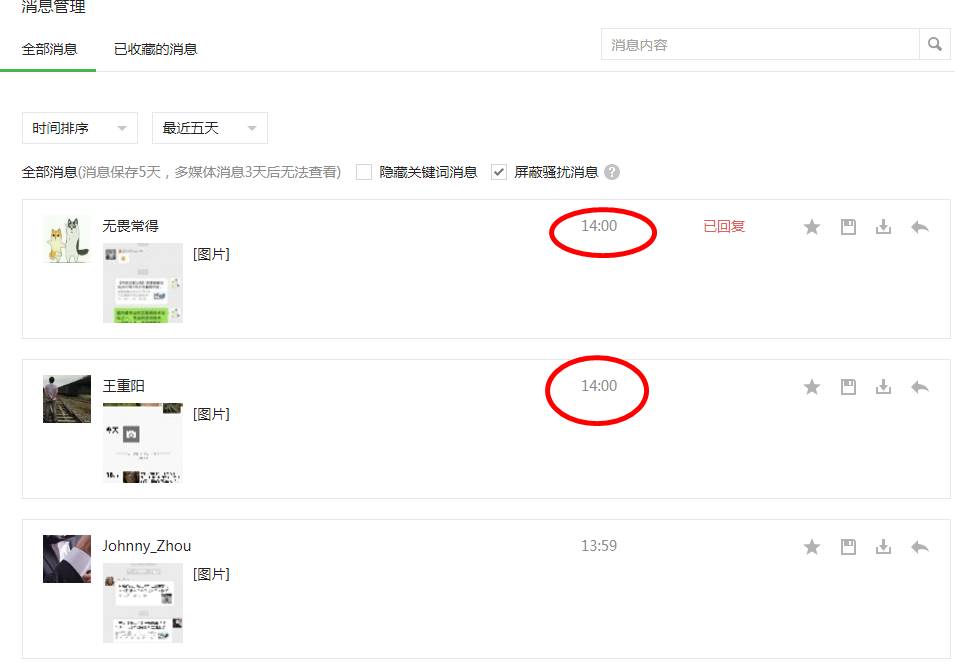 消息管理
全部消息 已收藏的消息
消息内容
时间排序 最近五天
全部消息(消息保存5天，多媒体消息3天后无法查看) 隐藏关键词消息 屏蔽骚扰消息 ?
无畏常得 14:00 已回复
[图片]
王重阳 14:00
[图片]
今天
Johnny_Zhou 13:59
[图片]